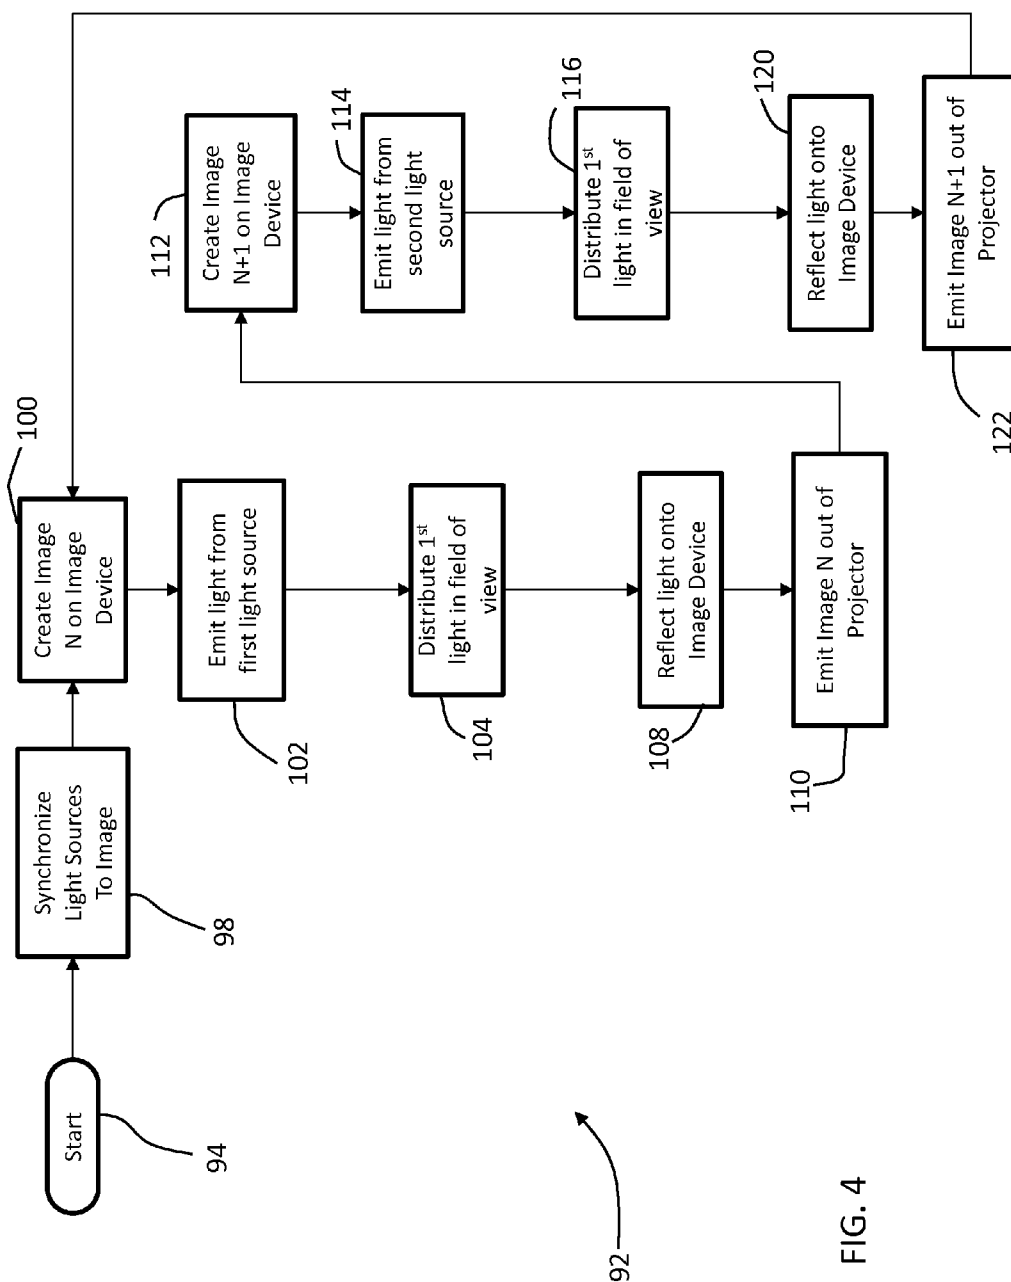 Start
94
Synchronize
Light Sources
To Image
98
Create Image
N on Image
Device
100
Emit light from
first light source
102
Distribute 1st
light in field of
view
104
Reflect light onto
Image Device
108
Emit Image N out of
Projector
110
Create Image
N+1 on Image
Device
112
Emit light from
second light
source
114
Distribute 1st
light in field of
view
116
Reflect light onto
Image Device
120
Emit Image N+1 out of
Projector
122
92
FIG. 4